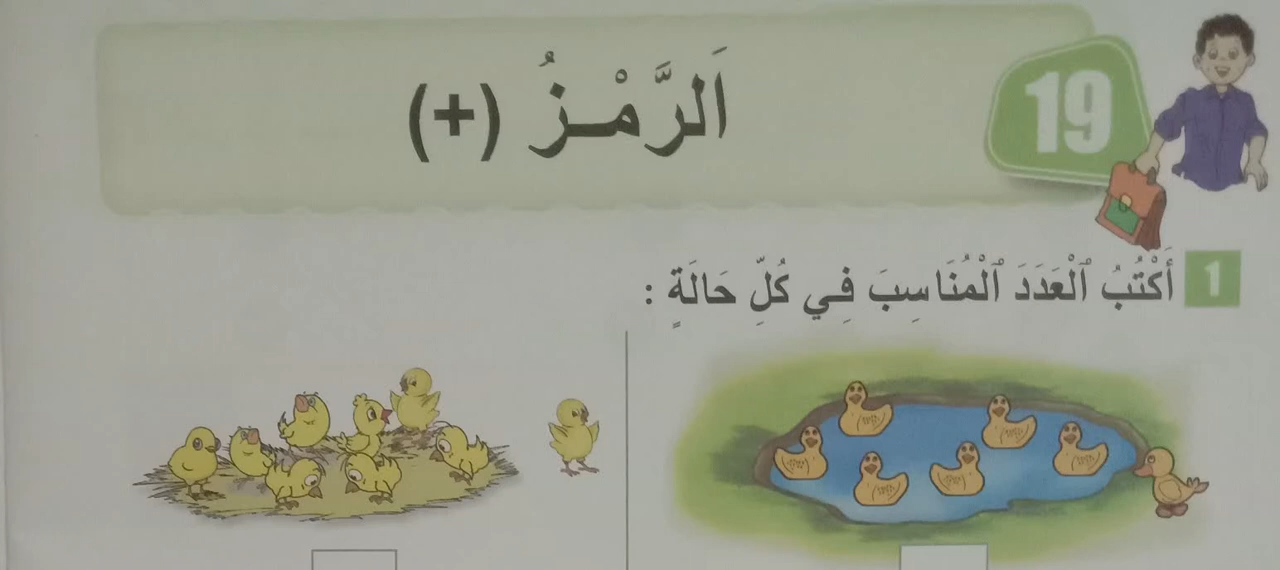 19
اَلرَّمْـزُ (+)
1 أَكْتُبُ ٱلْعَدَدَ ٱلْمُنَاسِبَ فِي كُلِّ حَالَةٍ :